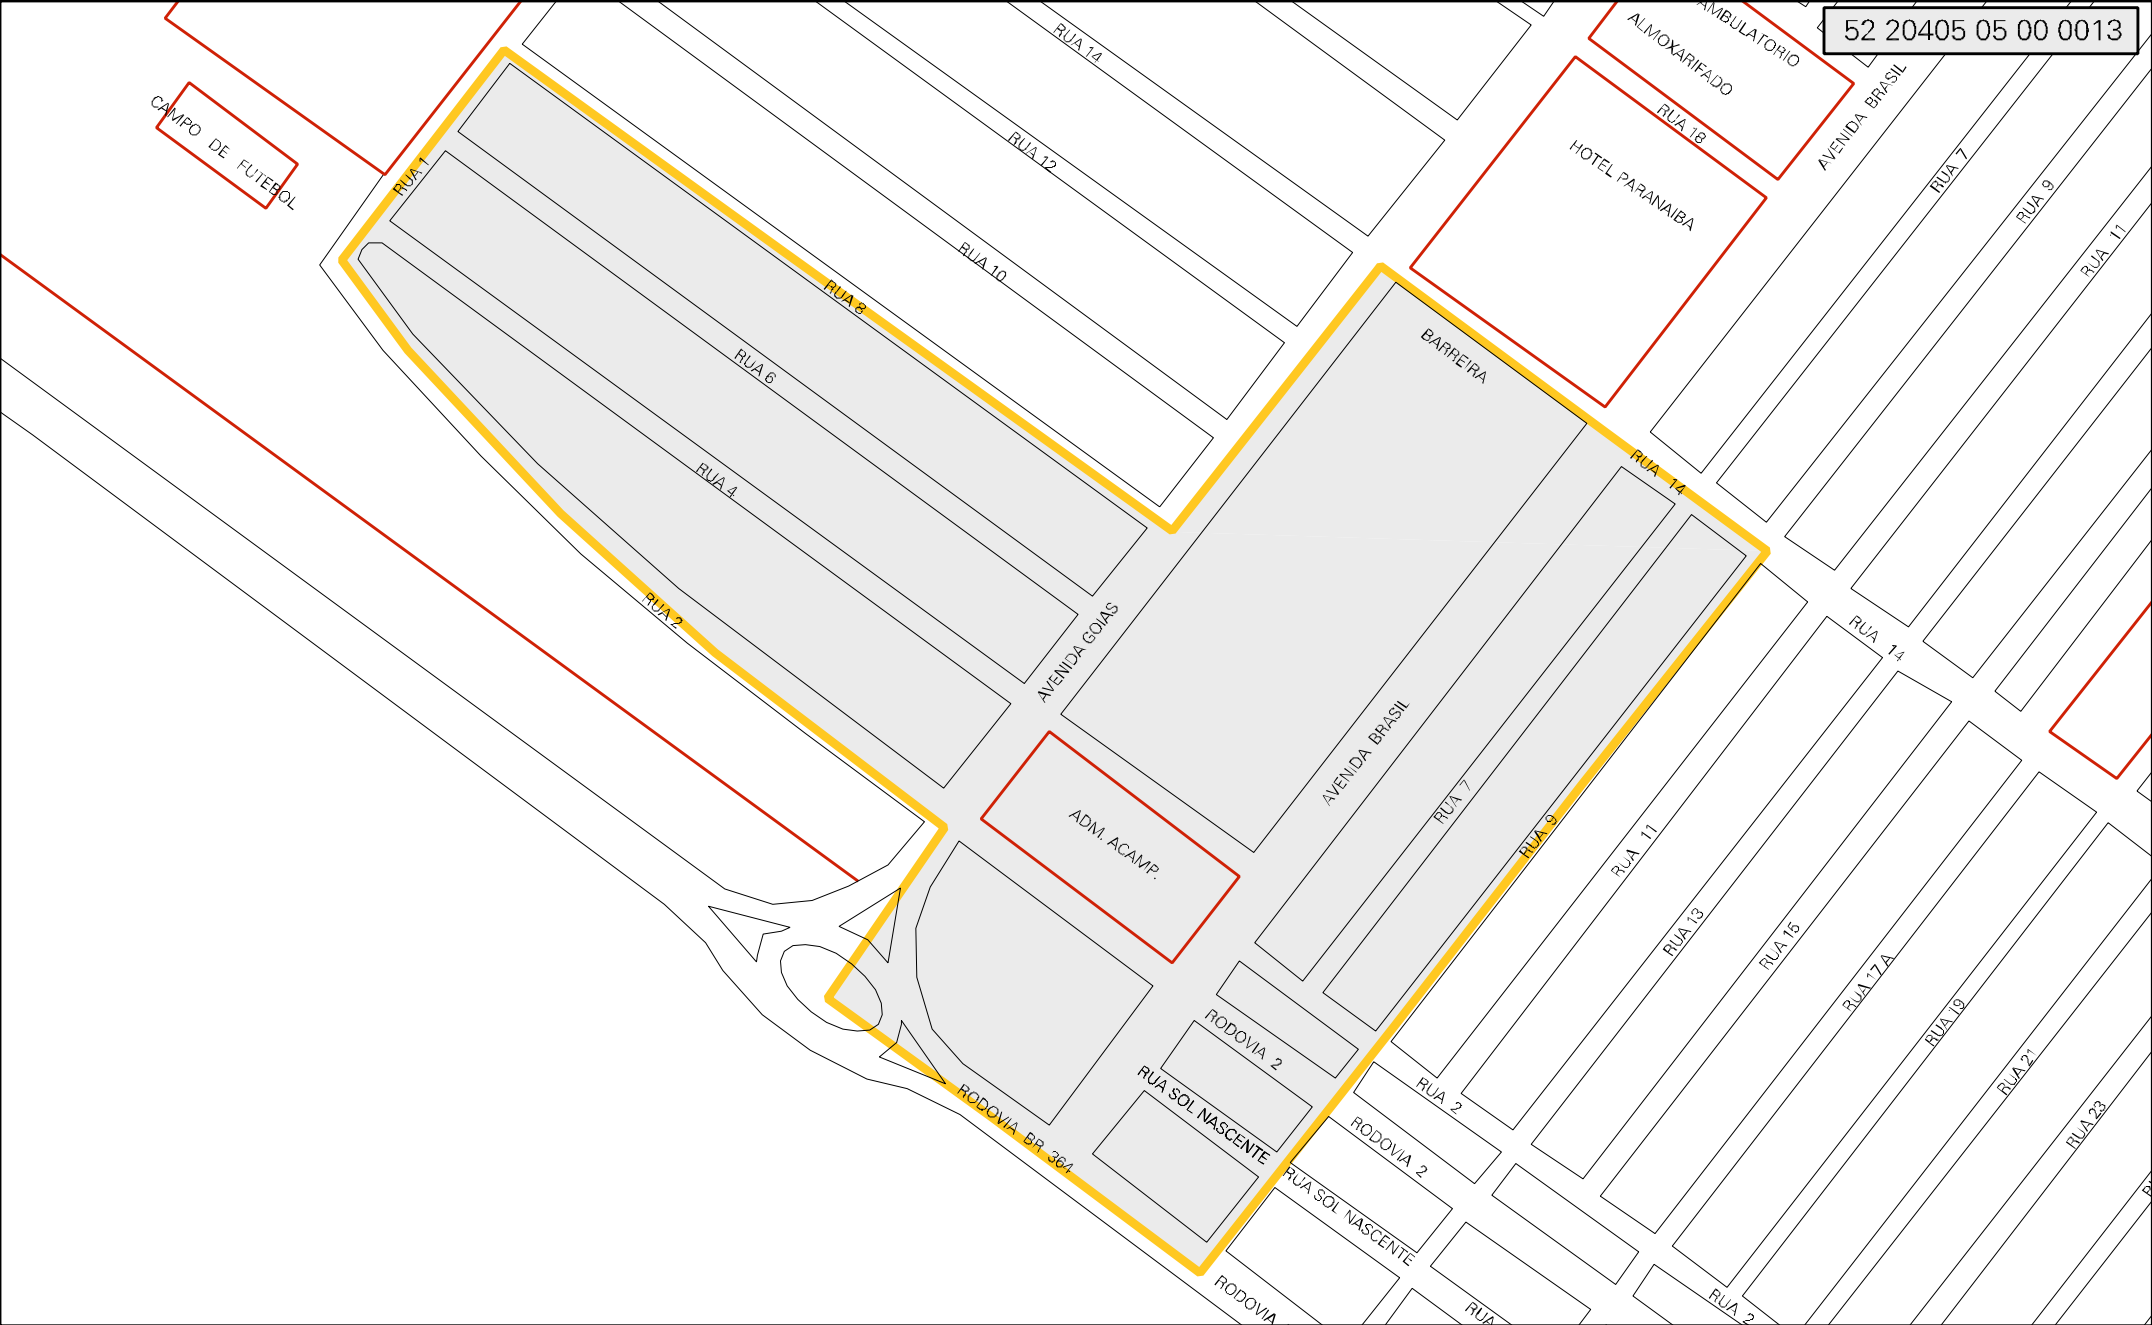 52 20405 05 00 0013
AMBULATORIO
ALMOXARIFADO
RUA 14
RUA 18
AVENIDA BRASIL
CAMPO DE FUTEBOL
RUA 1
RUA 12
HOTEL PARANAIBA
RUA 7
RUA 9
RUA 11
RUA 10
RUA 8
RUA 6
BARREIRA
RUA 4
RUA 14
RUA 2
AVENIDA GOIAS
RUA 14
AVENIDA BRASIL
RUA 7
RUA 9
RUA 11
ADM. ACAMP.
RUA 13
RUA 15
RUA 17 A
RUA 19
RUA 21
RUA 23
RODOVIA 2
RUA SOL NASCENTE
RODOVIA BR 364
RUA 2
RODOVIA 2
RUA SOL NASCENTE
RODOVIA
RUA
RUA 2